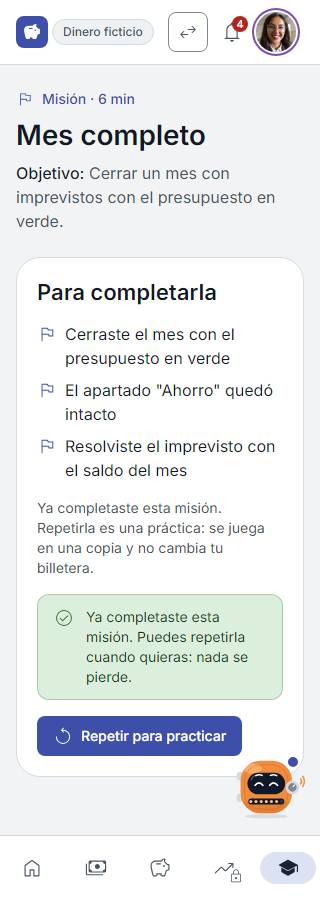 Dinero ficticio
4
Misión · 6 min
Mes completo
Objetivo: Cerrar un mes con
imprevistos con el presupuesto en
verde.
Para completarla
Cerraste el mes con el
presupuesto en verde
El apartado "Ahorro" quedó
intacto
Resolviste el imprevisto con
el saldo del mes
Ya completaste esta misión.
Repetirla es una práctica: se juega
en una copia y no cambia tu
billetera.
Ya completaste esta
misión. Puedes repetirla
cuando quieras: nada se
pierde.
Repetir para practicar